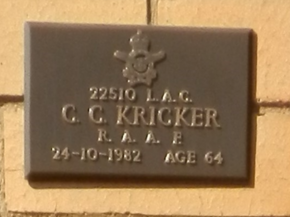 22510 L.A.C.
C. C. KRICKER
R. A. A. F.
24-10-1982 AGE 64